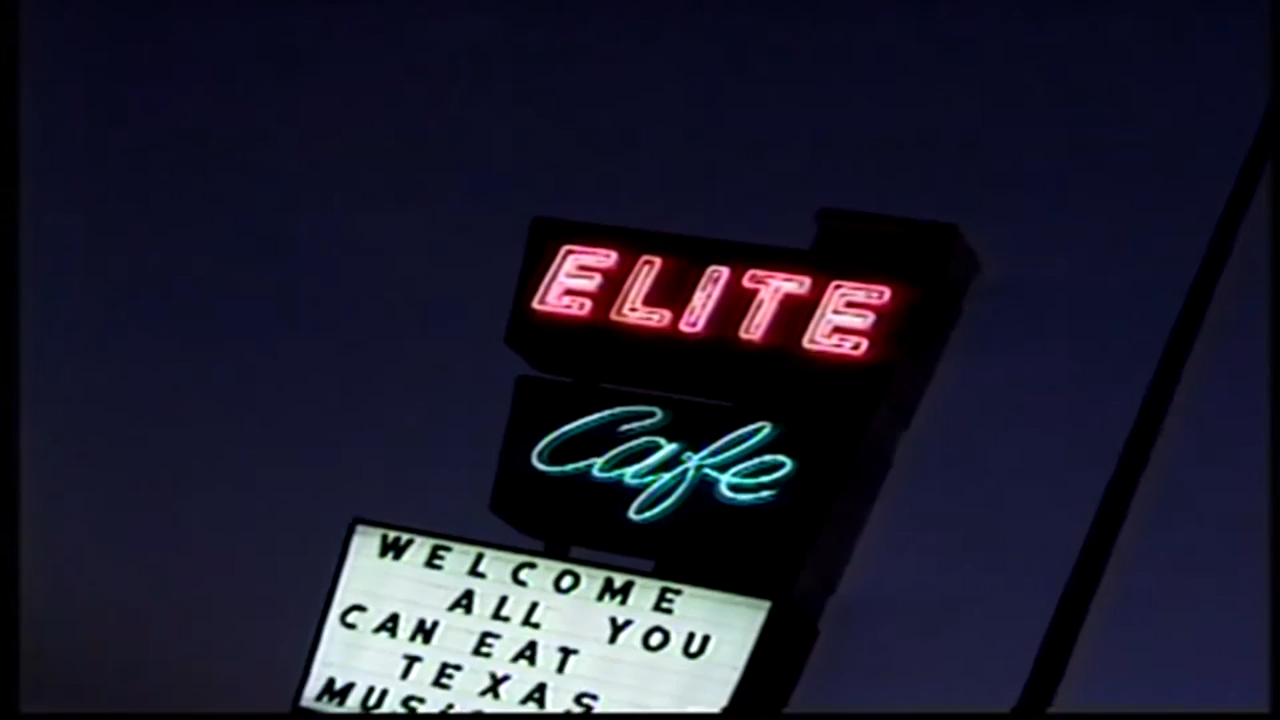 ELITE
Cafe
WELCOME
ALL YOU
CAN EAT
TEXAS